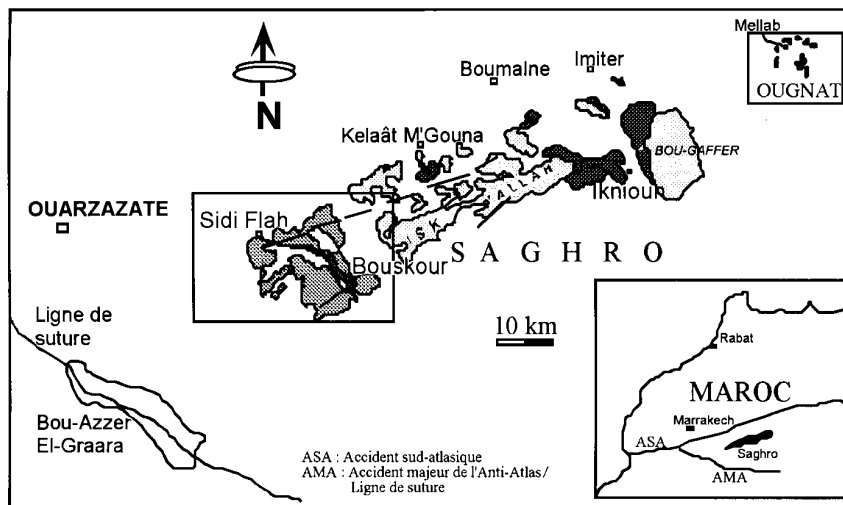 Mellab
OUGNAT
Imiter
Boumalne
N
Kelaât M'Gouna
BOU-GAFFER
Iknioun
OUARZAZATE
Sidi Flah
ISK
ALLAH
SAGHRO
Bouskour
10 km
Ligne de
suture
Bou-Azzer
El-Graara
ASA : Accident sud-atlasique
AMA : Accident majeur de l'Anti-Atlas/
Ligne de suture
Rabat
MAROC
Marrakech
ASA
Saghro
AMA